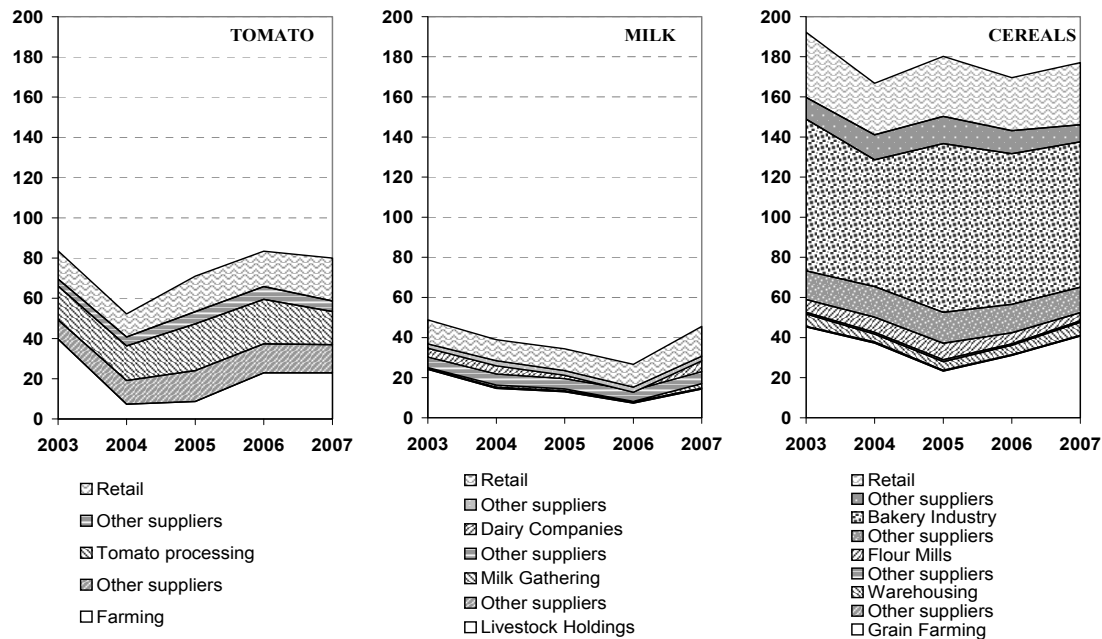 TOMATO
200
180
160
140
120
100
80
60
40
20
0
2003 2004 2005 2006 2007
Retail
Other suppliers
Tomato processing
Other suppliers
Farming
MILK
200
180
160
140
120
100
80
60
40
20
0
2003 2004 2005 2006 2007
Retail
Other suppliers
Dairy Companies
Other suppliers
Milk Gathering
Other suppliers
Livestock Holdings
CEREALS
200
180
160
140
120
100
80
60
40
20
0
2003 2004 2005 2006 2007
Retail
Other suppliers
Bakery Industry
Other suppliers
Flour Mills
Other suppliers
Warehousing
Other suppliers
Grain Farming